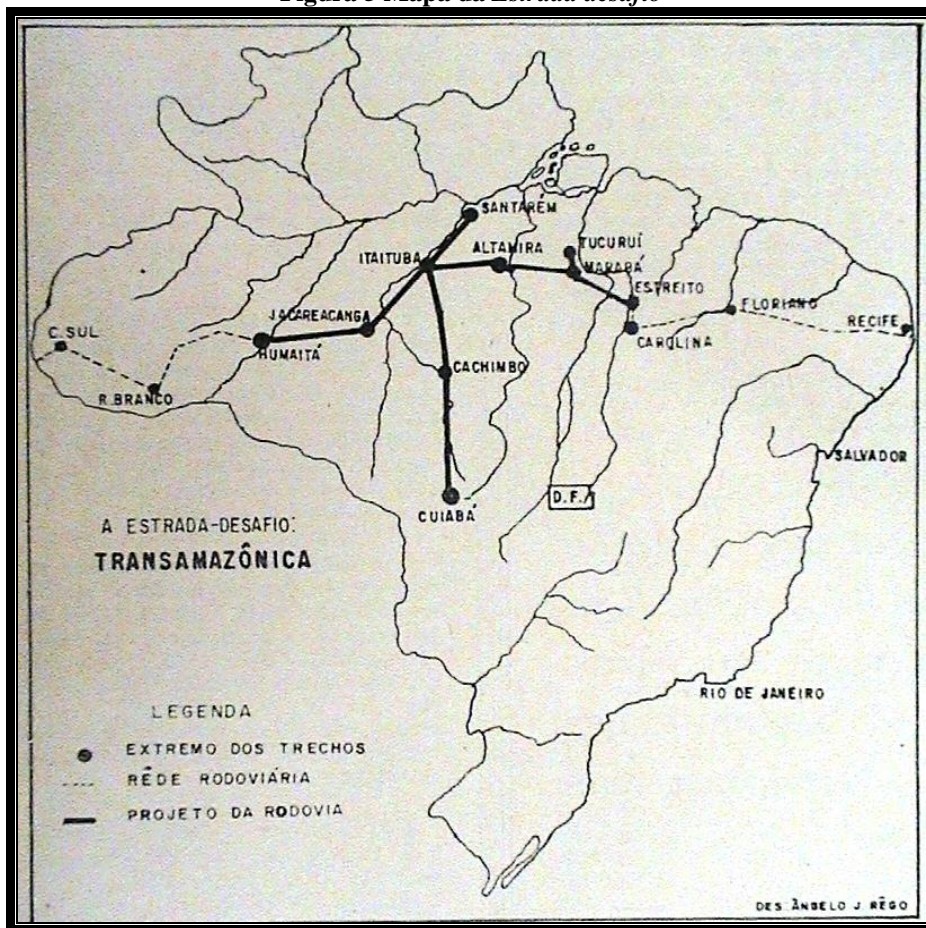 Figura 3 Mapa da Estrada desafio
SANTARÉM
ITAITUBA
ALTAMIRA
TUCURUÍ
MARABÁ
ESTREITO
JACAREACANGA
FLORIANO
RECIFE
C. SUL
HUMAITÁ
CAROLINA
R. BRANCO
CACHIMBO
SALVADOR
D.F.
CUIABÁ
A ESTRADA-DESAFIO:
TRANSAMAZÔNICA
RIO DE JANEIRO
LEGENDA
EXTREMO DOS TRECHOS
RÊDE RODOVIÁRIA
PROJETO DA RODOVIA
DES. ÂNGELO J. RÊGO